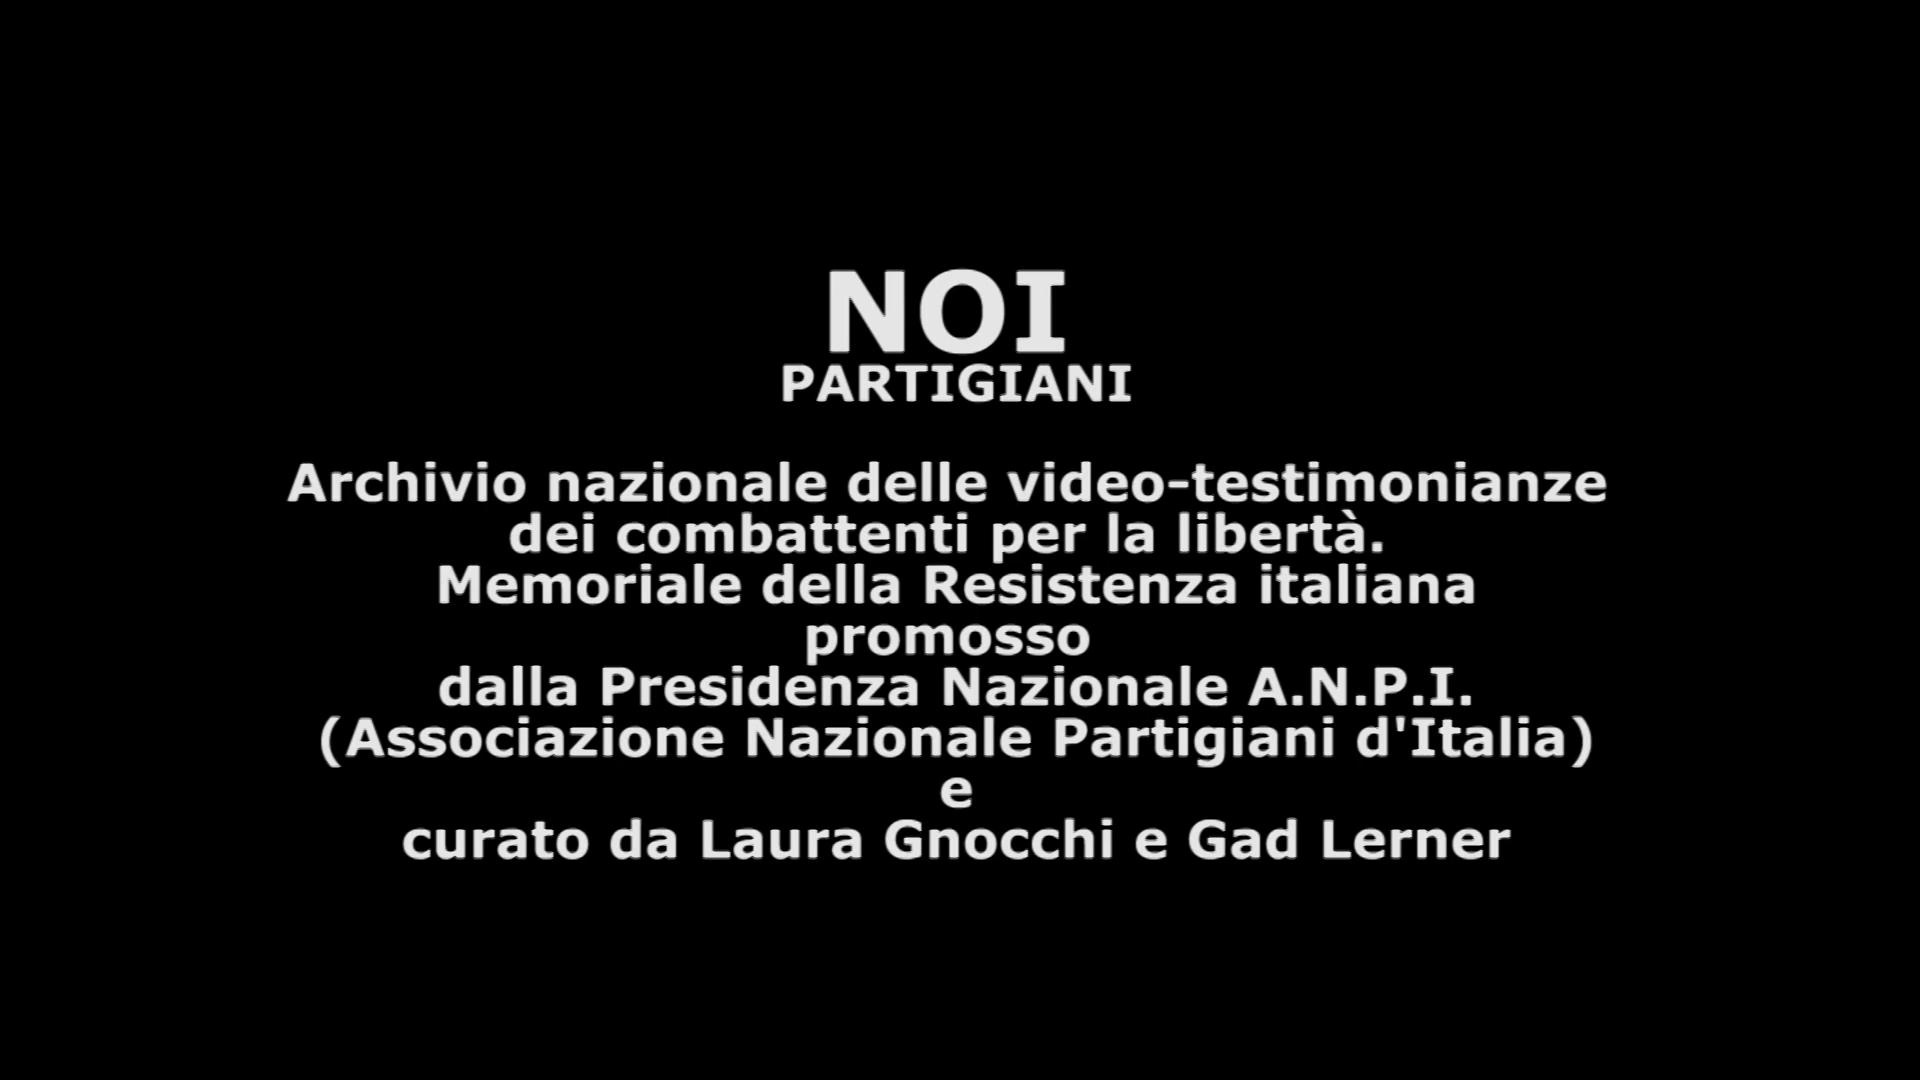 NOI
PARTIGIANI
Archivio nazionale delle video-testimonianze
dei combattenti per la libertà.
Memoriale della Resistenza italiana
promosso
dalla Presidenza Nazionale A.N.P.I.
(Associazione Nazionale Partigiani d'Italia)
e
curato da Laura Gnocchi e Gad Lerner